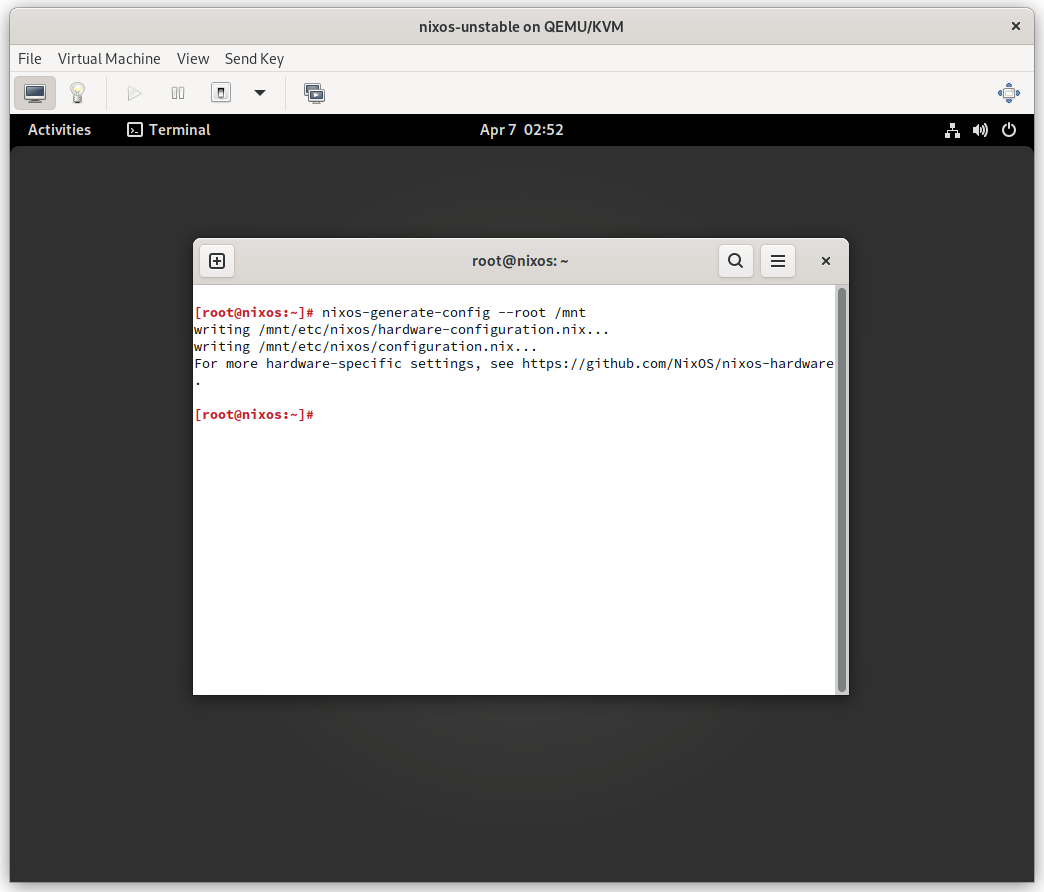 nixos-unstable on QEMU/KVM
File Virtual Machine View Send Key
Activities Terminal Apr 7 02:52
root@nixos: ~
[root@nixos:~]# nixos-generate-config --root /mnt
writing /mnt/etc/nixos/hardware-configuration.nix...
writing /mnt/etc/nixos/configuration.nix...
For more hardware-specific settings, see https://github.com/NixOS/nixos-hardware
.
[root@nixos:~]#